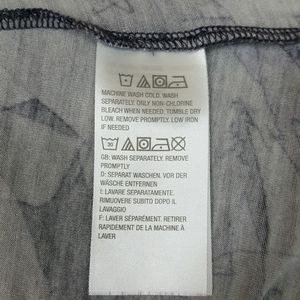 MACHINE WASH COLD. WASH
SEPARATELY. ONLY NON-CHLORINE
BLEACH WHEN NEEDED. TUMBLE DRY
LOW. REMOVE PROMPTLY. LOW IRON
IF NEEDED
30
GB: WASH SEPARATELY. REMOVE
PROMPTLY
D: SEPARAT WASCHEN. VOR DER
WÄSCHE ENTFERNEN
I: LAVARE SEPARATAMENTE.
RIMUOVERE SUBITO DOPO IL
LAVAGGIO
F: LAVER SÉPARÉMENT. RETIRER
RAPIDEMENT DE LA MACHINE À
LAVER